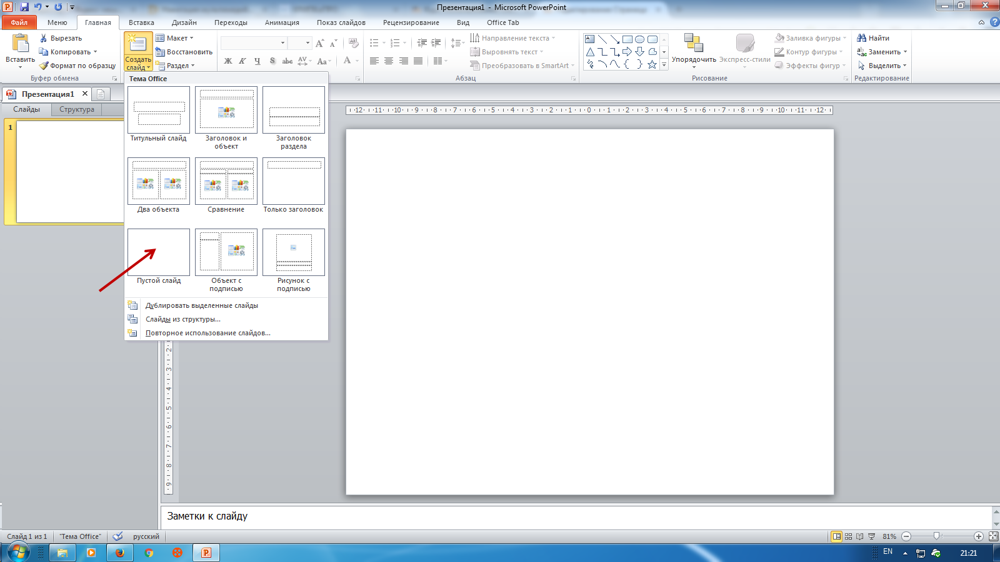 Презентация1 - Microsoft PowerPoint
Файл Меню Главная Вставка Дизайн Переходы Анимация Показ слайдов Рецензирование Вид Office Tab
Вставить
Вырезать
Копировать
Формат по образцу
Буфер обмена
Создать
слайд
Макет
Восстановить
Раздел
Ж К Ч S abc AV Aa A
Направление текста
Выровнять текст
Преобразовать в SmartArt
Абзац
Упорядочить
Экспресс-стили
Заливка фигуры
Контур фигуры
Эффекты фигур
Рисование
Найти
Заменить
Выделить
Редактирование
Презентация1
Слайды Структура
1
Тема Office
Титульный слайд
Заголовок и
объект
Заголовок
раздела
Два объекта
Сравнение
Только заголовок
Пустой слайд
Объект с
подписью
Рисунок с
подписью
Дублировать выделенные слайды
Слайды из структуры...
Повторное использование слайдов...
12 11 10 9 8 7 6 5 4 3 2 1 0 1 2 3 4 5 6 7 8 9 10 11 12
2
3
4
5
6
7
8
9
Заметки к слайду
Слайд 1 из 1 "Тема Office" русский 81%
EN 21:21